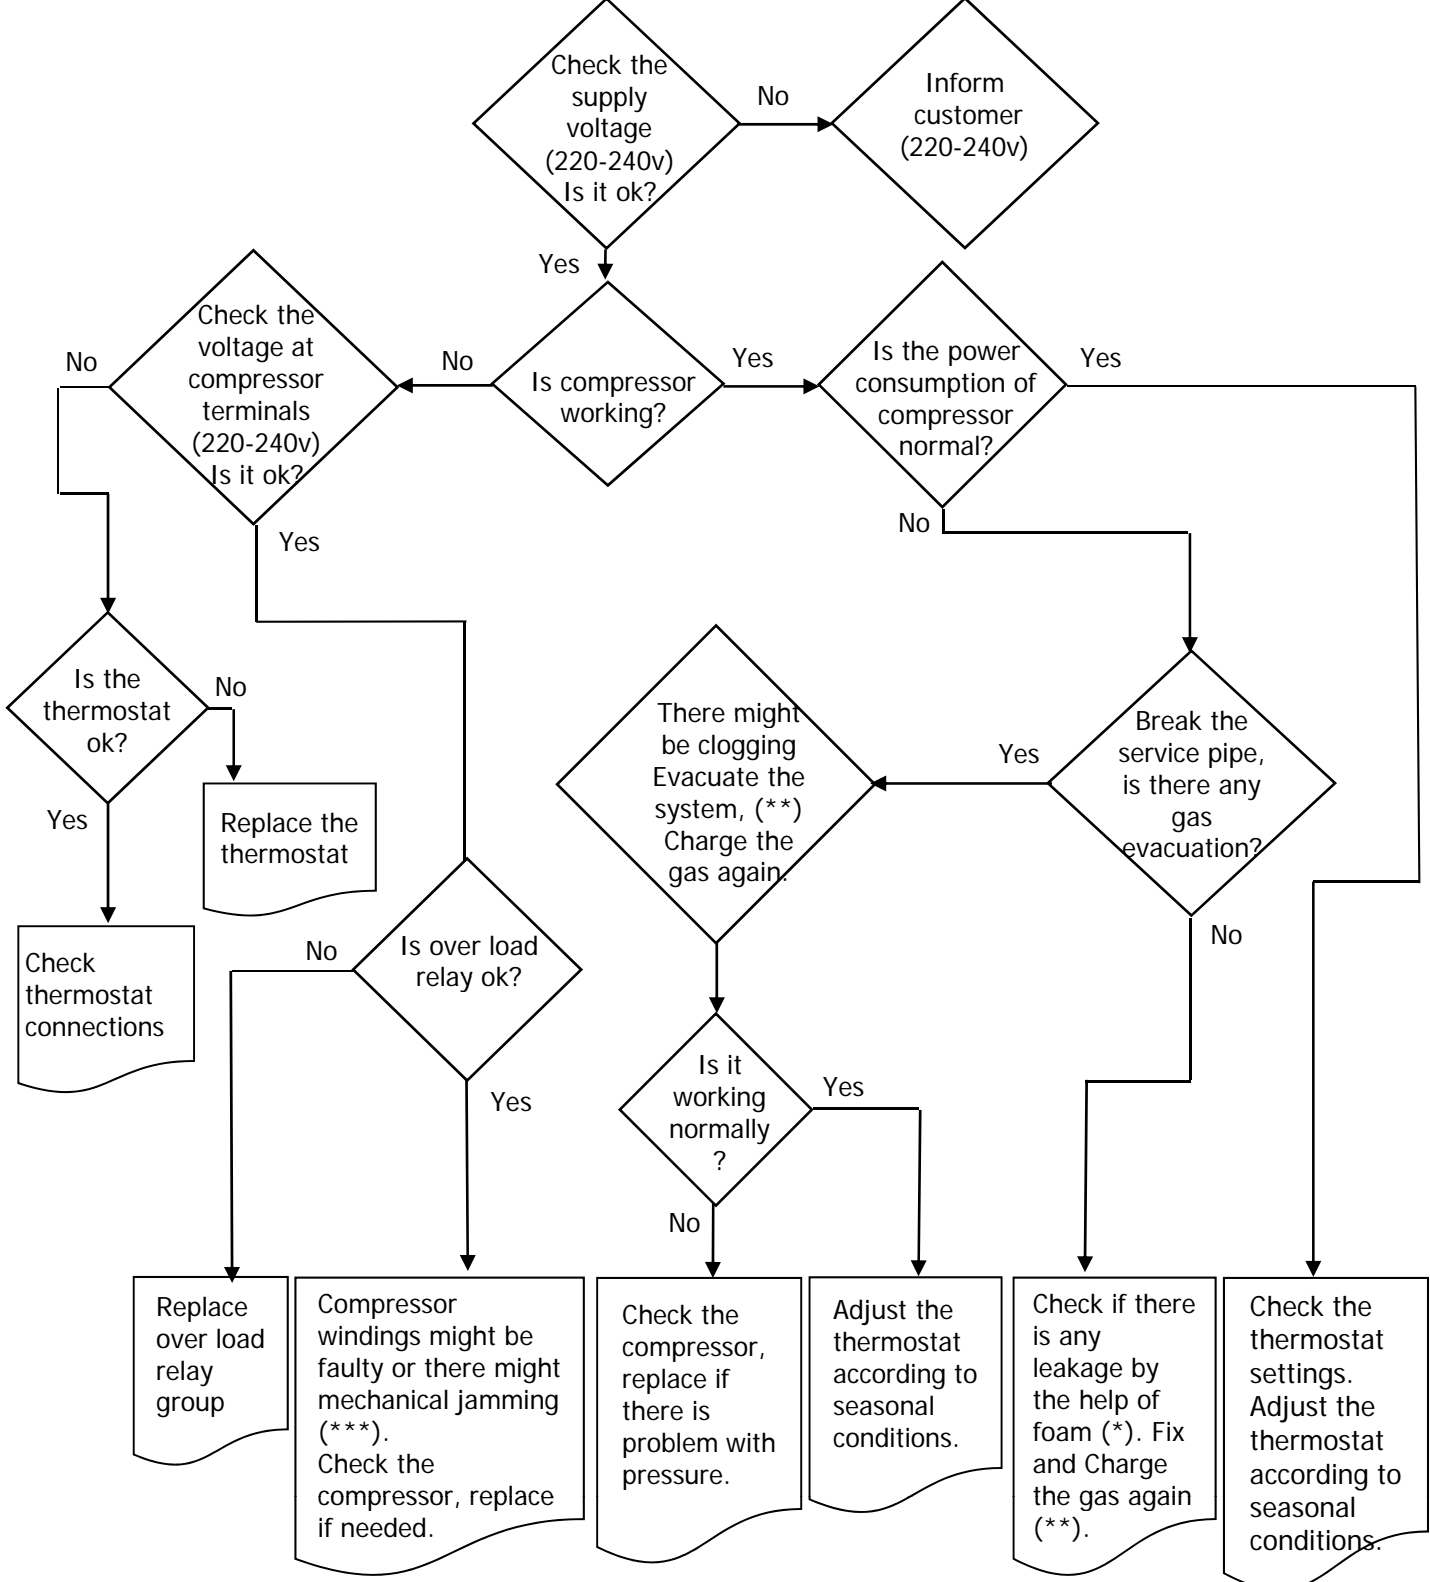 Check the
supply
voltage
(220-240v)
Is it ok?
No
Inform
customer
(220-240v)
Yes
Check the
voltage at
compressor
terminals
(220-240v)
Is it ok?
No
No
Is compressor
working?
Yes
Is the power
consumption of
compressor
normal?
Yes
Yes
No
Is the
thermostat
ok?
No
Yes
Replace the
thermostat
Check
thermostat
connections
There might
be clogging
Evacuate the
system, (**)
Charge the
gas again.
Yes
Break the
service pipe,
is there any
gas
evacuation?
No
No
Is over load
relay ok?
Yes
Is it
working
normally
?
Yes
No
Replace
over load
relay
group
Compressor
windings might be
faulty or there might
mechanical jamming
(***).
Check the
compressor, replace
if needed.
Check the
compressor,
replace if
there is
problem with
pressure.
Adjust the
thermostat
according to
seasonal
conditions.
Check if there
is any
leakage by
the help of
foam (*). Fix
and Charge
the gas again
(**).
Check the
thermostat
settings.
Adjust the
thermostat
according to
seasonal
conditions.